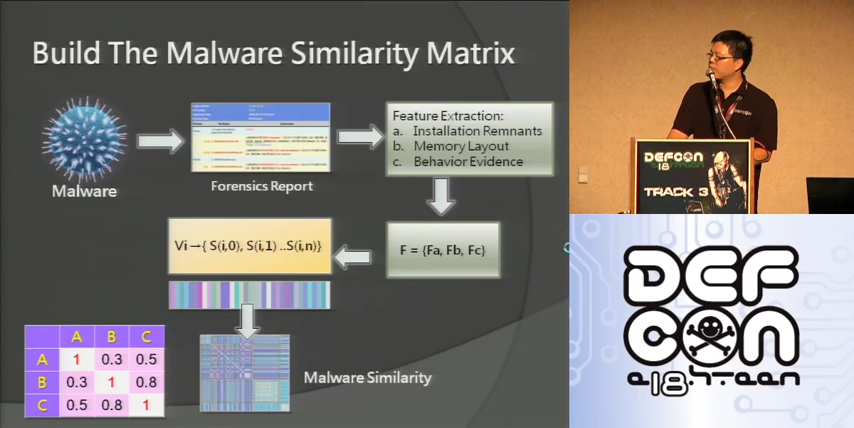 Build The Malware Similarity Matrix
Malware
Forensics Report
Feature Extraction:
a. Installation Remnants
b. Memory Layout
c. Behavior Evidence
Vi→{ S(i,0), S(i,1) ..S(i,n)}
F = {Fa, Fb, Fc}
A B C
A 1 0.3 0.5
B 0.3 1 0.8
C 0.5 0.8 1
Malware Similarity
DEFCON
18
TRACK 3
DEF
CON
e18hteen